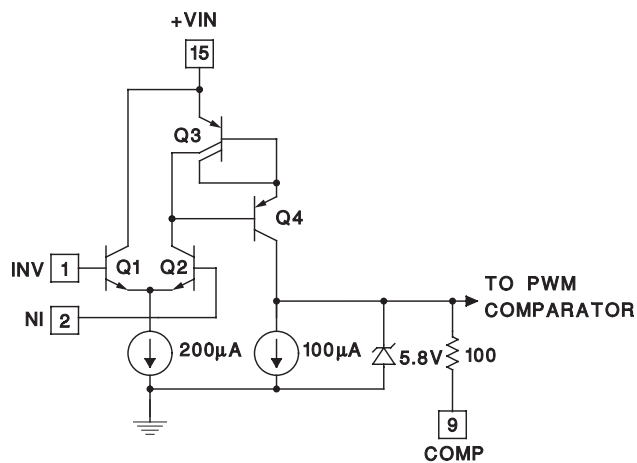 +VIN
15
Q3
Q4
INV 1 Q1 Q2
NI 2
TO PWM
COMPARATOR
200μA 100μA 5.8V 100
9
COMP